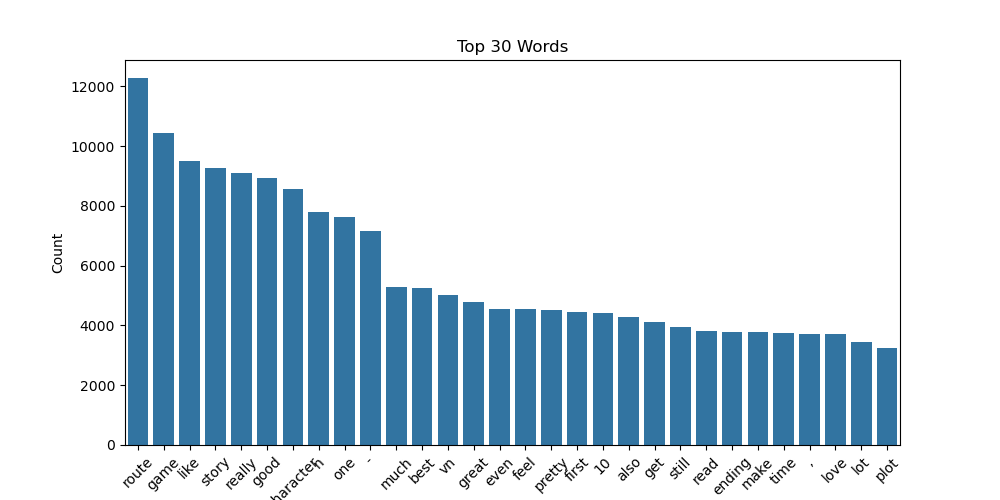 Top 30 Words
12000
10000
8000
6000
4000
2000
0
Count
route game like story really good haracter h one - much best vn great even feel pretty first 10 also get still read ending make time , love lot plot